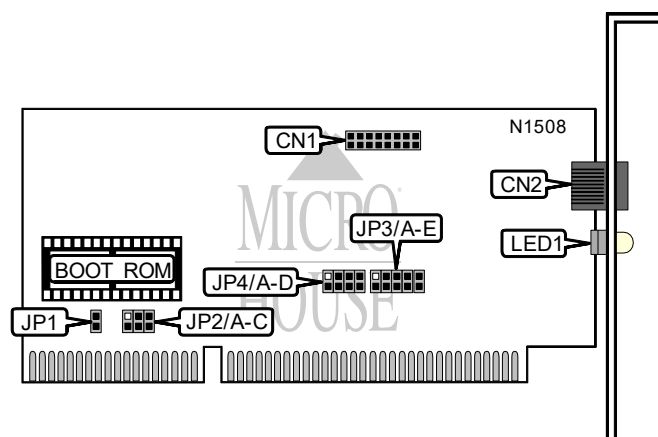 N1508
CN1
CN2
MICRO
HOUSE
JP3/A-E
LED1
BOOT ROM
JP4/A-D
JP1
JP2/A-C